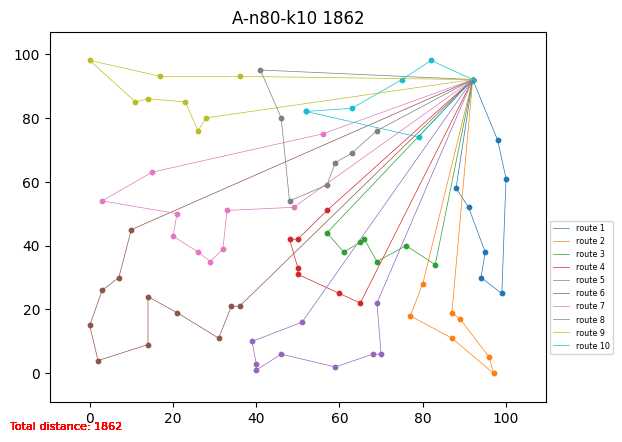 A-n80-k10 1862
100
80
60
40
20
0
0 20 40 60 80 100
route 1
route 2
route 3
route 4
route 5
route 6
route 7
route 8
route 9
route 10
Total distance: 1862